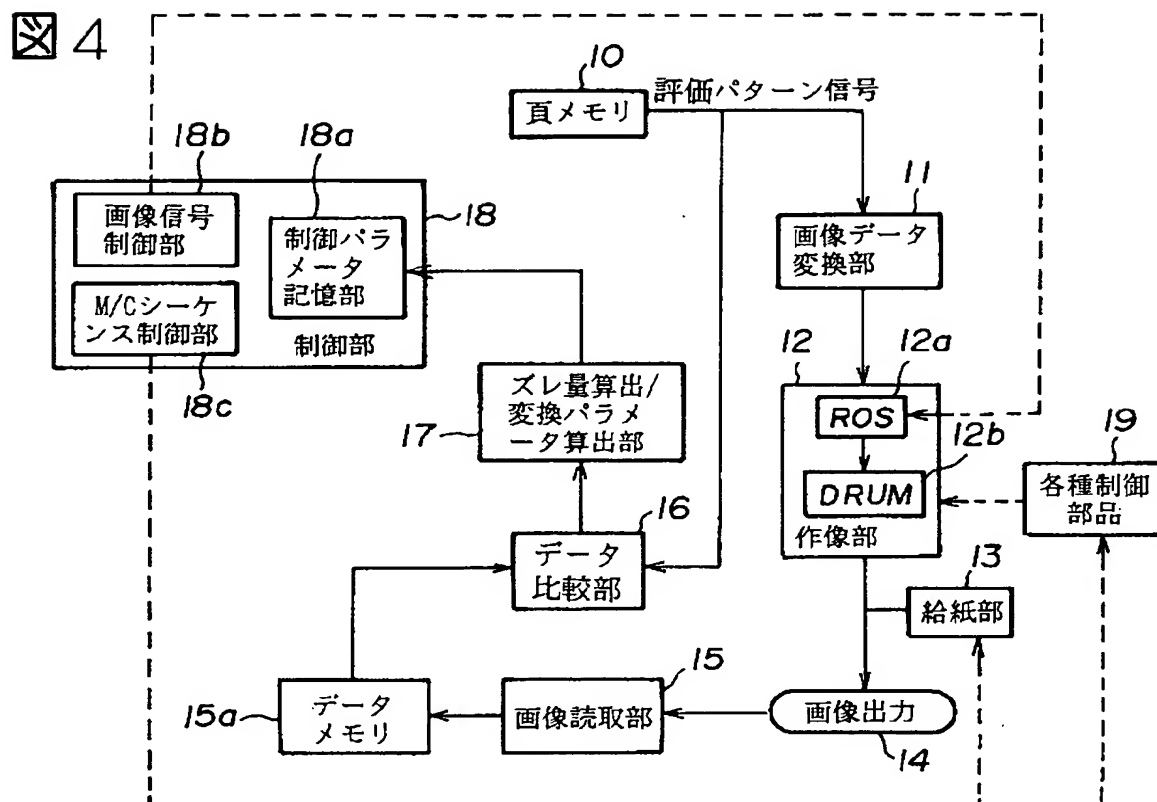 図4
10
頁メモリ
評価パターン信号
18b
18a
画像信号
制御部
制御パラ
メータ
記憶部
18
M/Cシーケ
ンス制御部
制御部
18c
11
画像データ
変換部
12
12a
ROS
12b
DRUM
作像部
19
各種制御
部品
ズレ量算出/
変換パラメ
ータ算出部
17
16
データ
比較部
13
給紙部
15a
データ
メモリ
15
画像読取部
画像出力
14